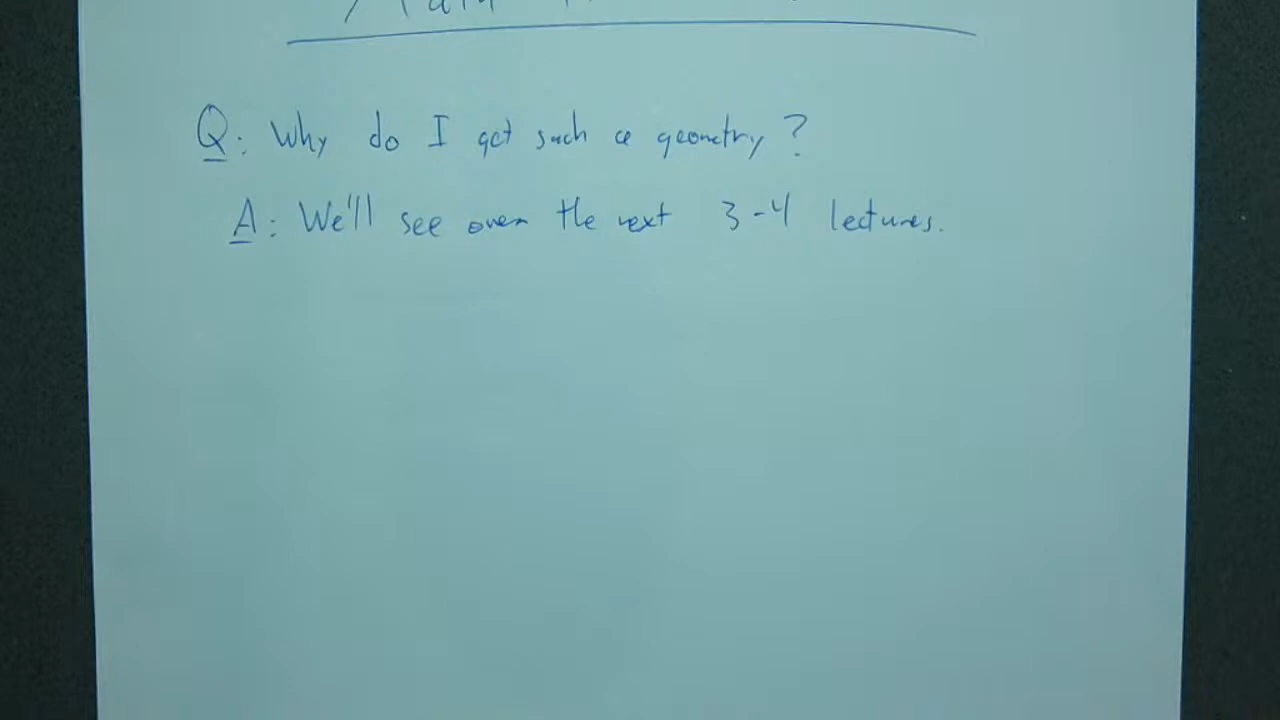 Q: Why do I get such a geometry?
A: We'll see over the next 3-4 lectures.